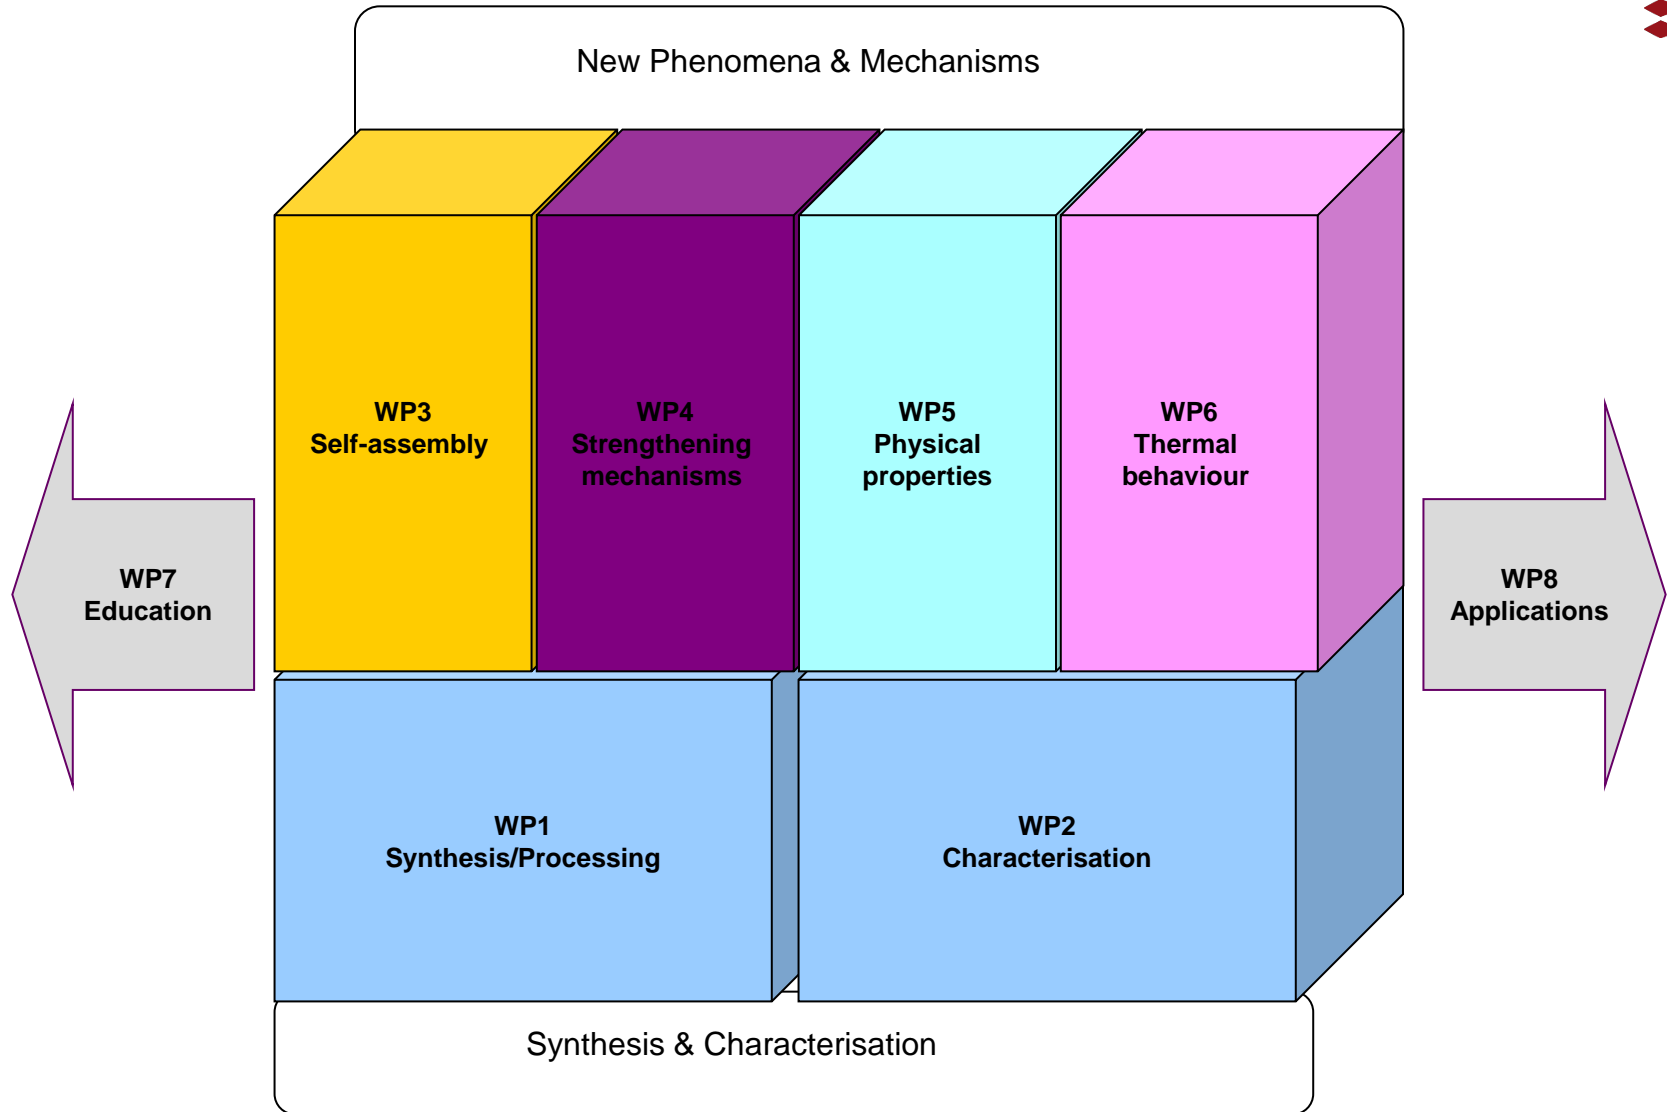 New Phenomena & Mechanisms
WP3
Self-assembly
WP4
Strengthening
mechanisms
WP5
Physical
properties
WP6
Thermal
behaviour
WP7
Education
WP8
Applications
WP1
Synthesis/Processing
WP2
Characterisation
Synthesis & Characterisation